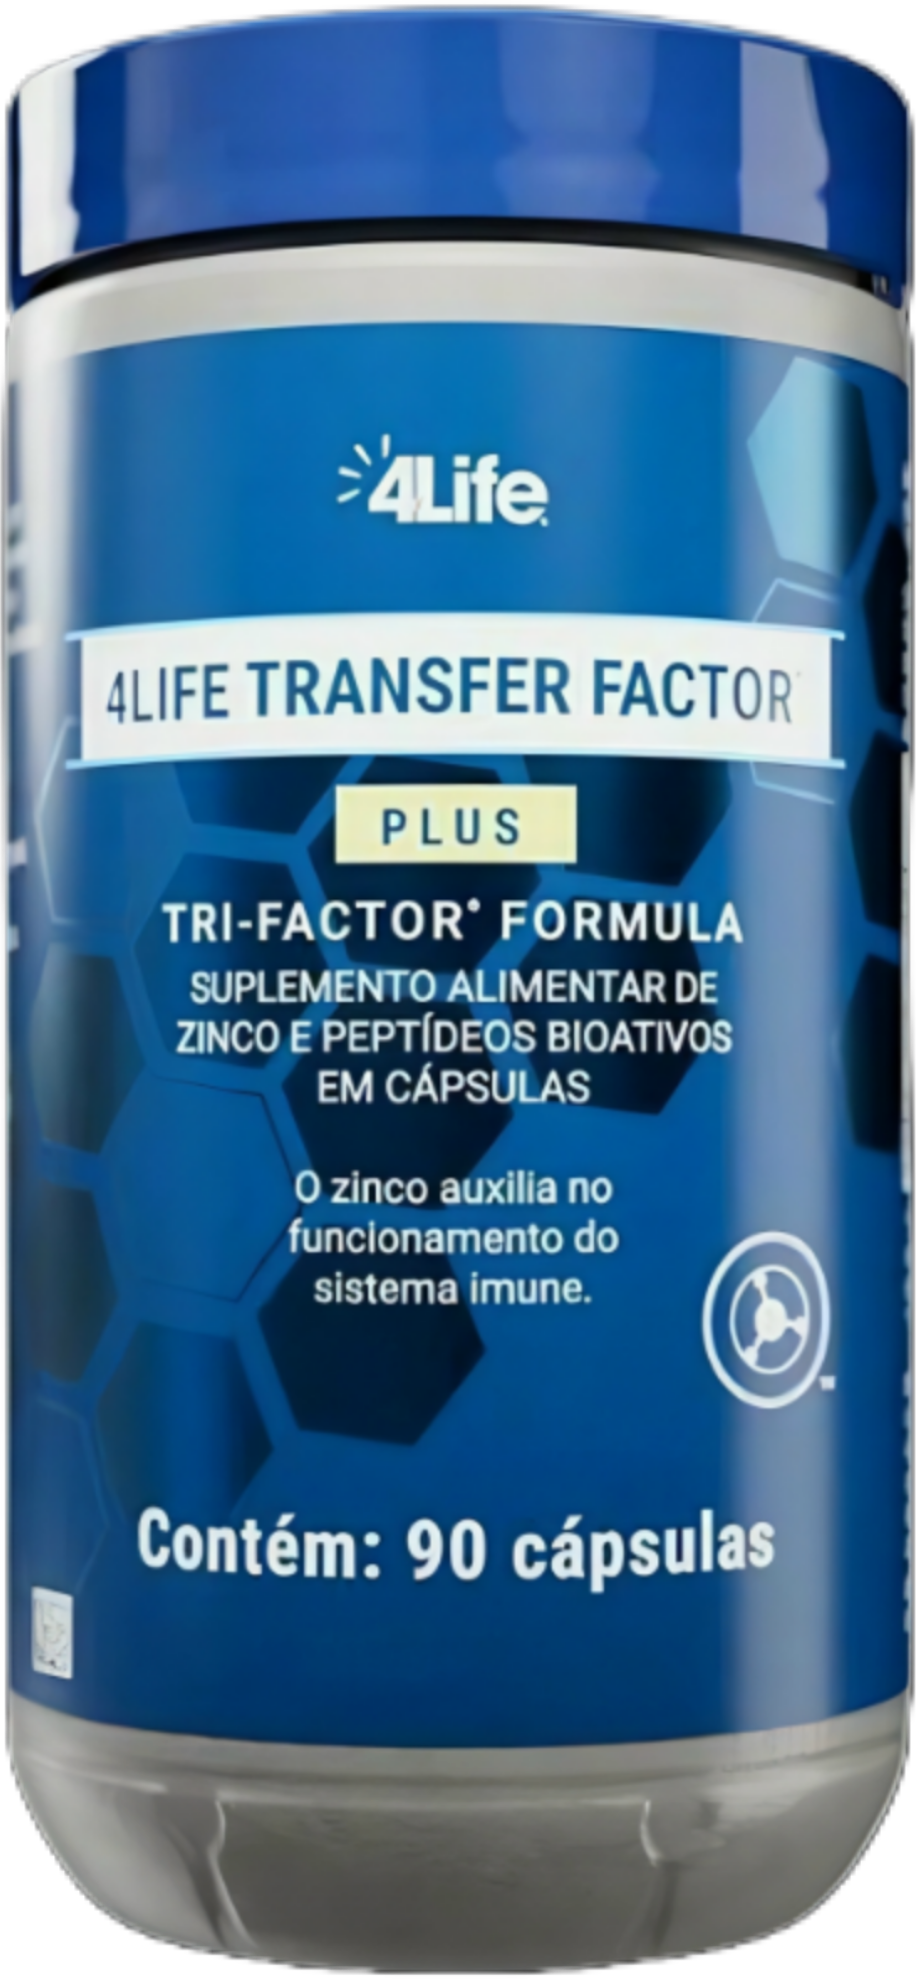 4Life
4LIFE TRANSFER FACTOR
PLUS
TRI-FACTOR® FORMULA
SUPLEMENTO ALIMENTAR DE
ZINCO E PEPTÍDEOS BIOATIVOS
EM CÁPSULAS
O zinco auxilia no
funcionamento do
sistema imune.
Contém: 90 cápsulas